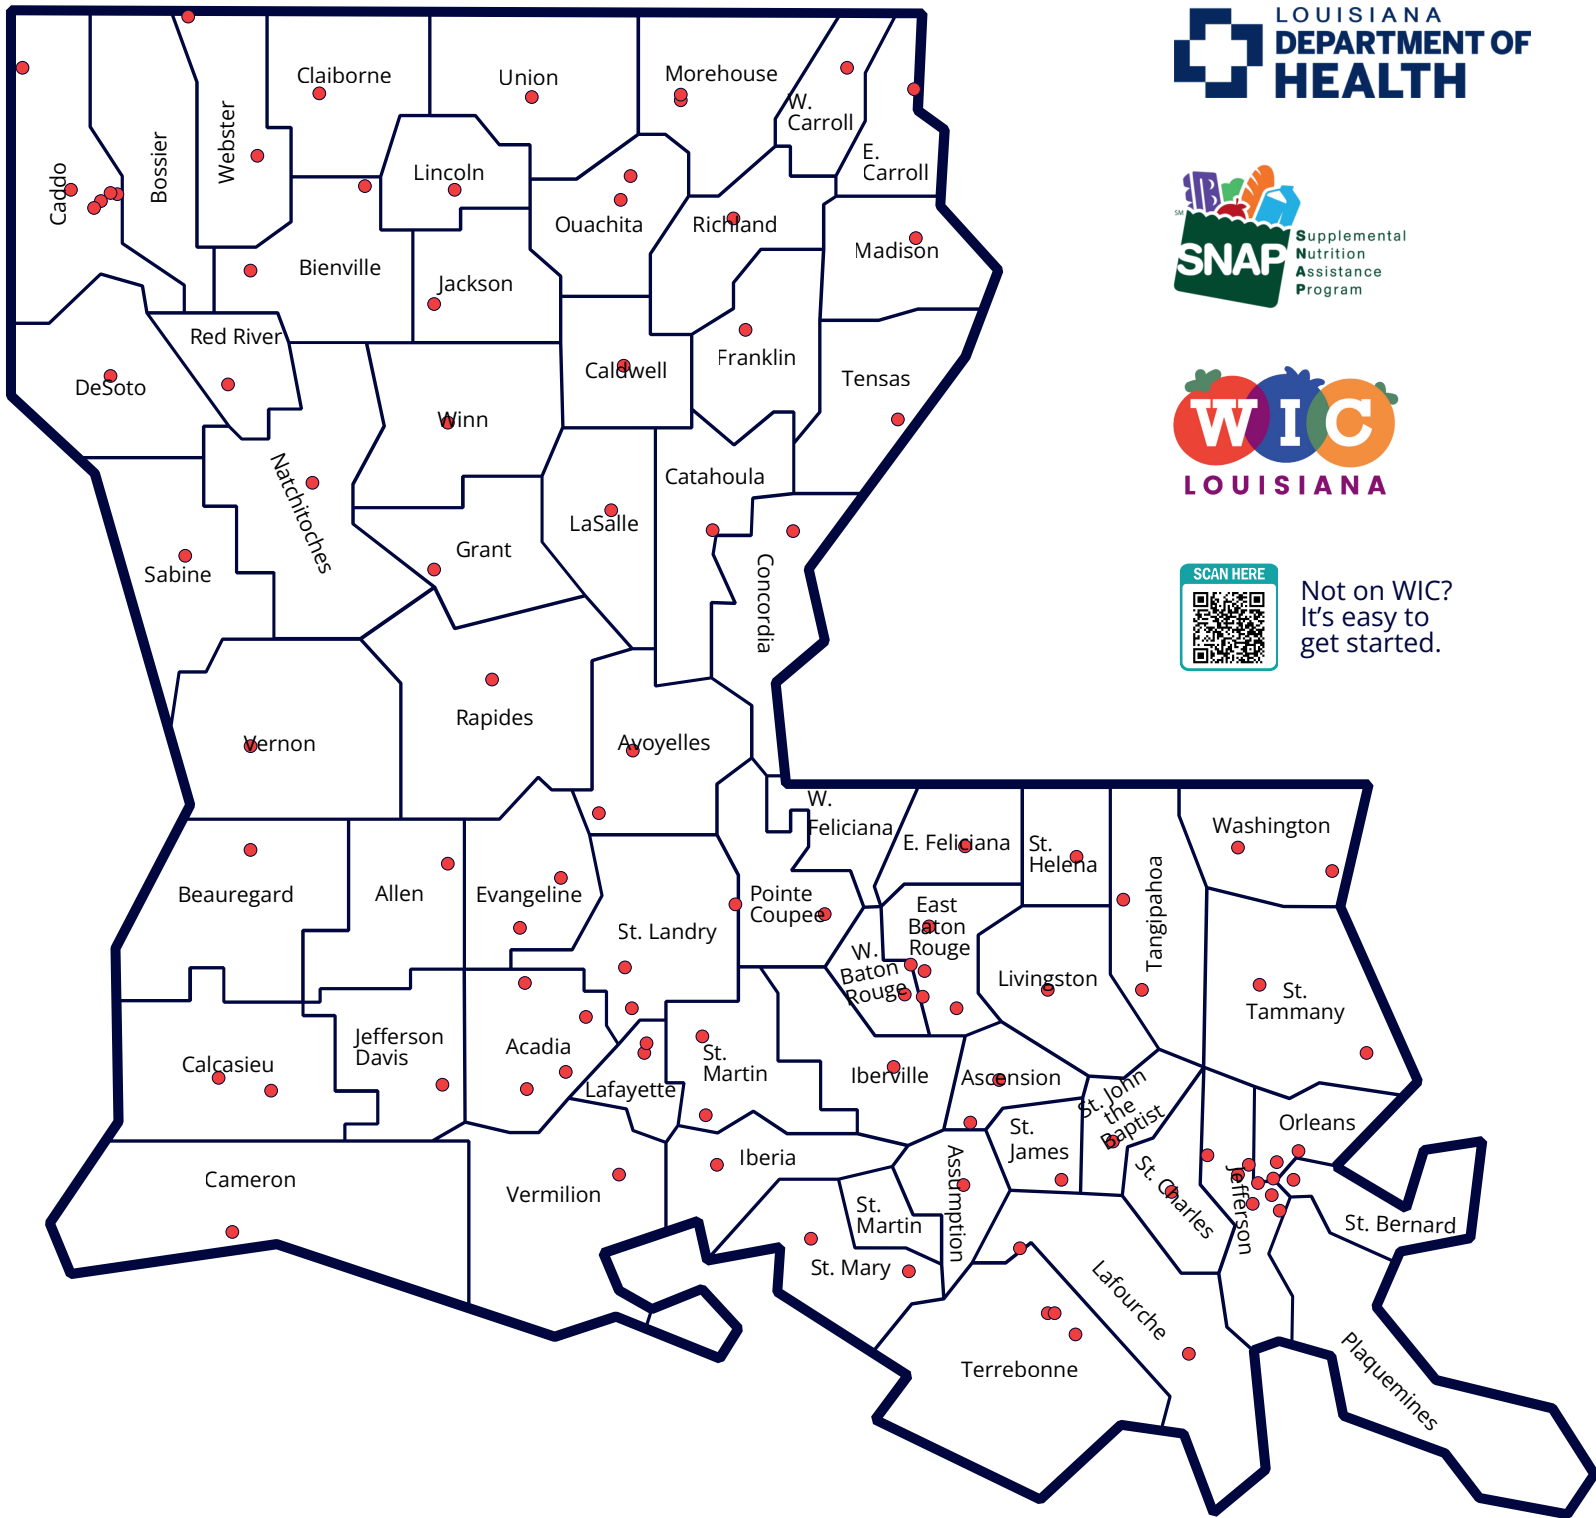 LOUISIANA
DEPARTMENT OF
HEALTH
SM
SNAP
Supplemental
Nutrition
Assistance
Program
WIC
LOUISIANA
SCAN HERE
Not on WIC?
It's easy to
get started.
Caddo
Bossier
Webster
Claiborne
Union
Morehouse
W.
Carroll
E.
Carroll
Lincoln
Ouachita
Richland
Madison
Bienville
Jackson
Red River
DeSoto
Caldwell
Franklin
Tensas
Winn
Natchitoches
Catahoula
LaSalle
Grant
Sabine
Concordia
Rapides
Vernon
Avoyelles
W.
Feliciana
E. Feliciana
St.
Helena
Washington
Tangipahoa
Beauregard
Allen
Evangeline
St. Landry
Pointe
Coupee
East
Baton
Rouge
W.
Baton
Rouge
Livingston
St.
Tammany
Calcasieu
Jefferson
Davis
Acadia
Lafayette
St.
Martin
Iberville
Ascension
St. John
the
Baptist
St.
James
Orleans
Cameron
Vermilion
Iberia
Assumption
St.
Martin
St. Mary
St. Charles
Jefferson
St. Bernard
Lafourche
Terrebonne
Plaquemines